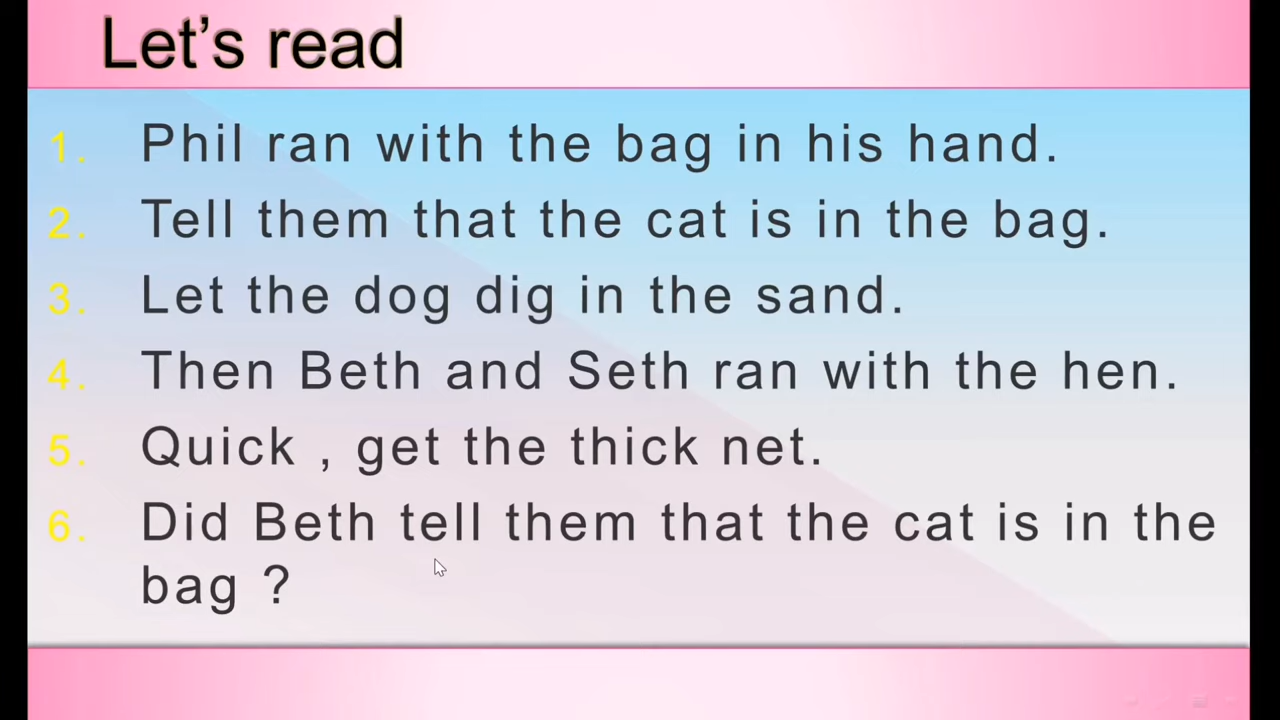 Let's read
1. Phil ran with the bag in his hand.
2. Tell them that the cat is in the bag.
3. Let the dog dig in the sand.
4. Then Beth and Seth ran with the hen.
5. Quick , get the thick net.
6. Did Beth tell them that the cat is in the
bag ?